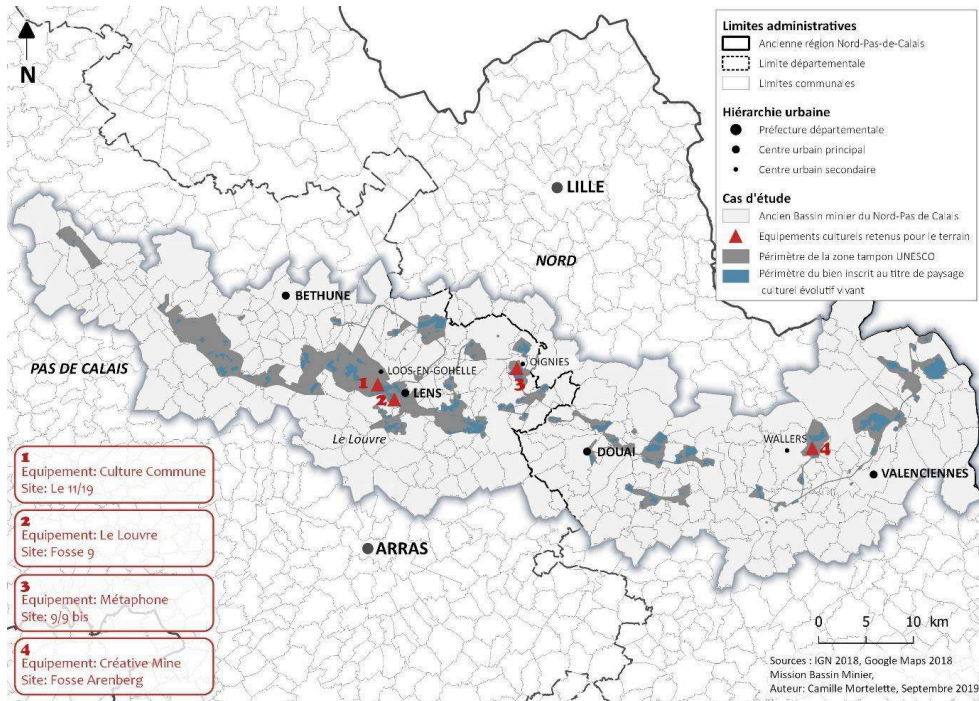 N
Limites administratives
Ancienne région Nord-Pas-de-Calais
Limite départementale
Limites communales
Hiérarchie urbaine
Préfecture départementale
Centre urbain principal
Centre urbain secondaire
Cas d'étude
Ancien Bassin minier du Nord-Pas de Calais
Equipements culturels retenus pour le terrain
Périmètre de la zone tampon UNESCO
Périmètre du bien inscrit au titre de paysage
culturel évolutif vivant
LILLE
NORD
BETHUNE
PAS DE CALAIS
LOOS-EN-GOHELLE
OIGNIES
1
2
LENS
3
Le Louvre
DOUAI
WALLERS
4
VALENCIENNES
ARRAS
1
Equipement: Culture Commune
Site: Le 11/19
2
Equipement: Le Louvre
Site: Fosse 9
3
Equipement: Métaphone
Site: 9/9 bis
4
Equipement: Créative Mine
Site: Fosse Arenberg
0 5 10 km
Sources : IGN 2018, Google Maps 2018
Mission Bassin Minier,
Auteur: Camille Mortelette, Septembre 2019